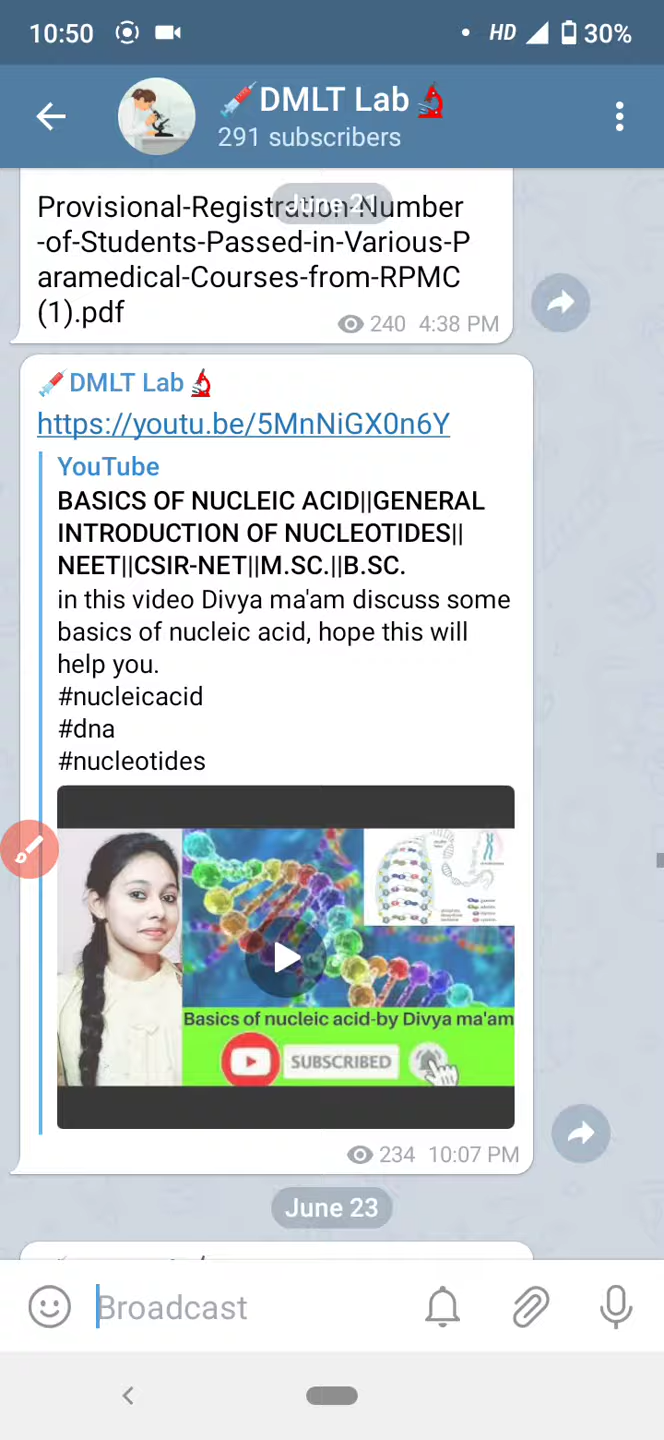 10:50 HD 30%
💉DMLT Lab🔬
291 subscribers
June 21
Provisional-Registration-Number
-of-Students-Passed-in-Various-P
aramedical-Courses-from-RPMC
(1).pdf
240 4:38 PM
💉DMLT Lab🔬
https://youtu.be/5MnNiGX0n6Y
YouTube
BASICS OF NUCLEIC ACID||GENERAL
INTRODUCTION OF NUCLEOTIDES||
NEET||CSIR-NET||M.SC.||B.SC.
in this video Divya ma'am discuss some
basics of nucleic acid, hope this will
help you.
#nucleicacid
#dna
#nucleotides
Basics of nucleic acid-by Divya ma'am
SUBSCRIBED
234 10:07 PM
June 23
Broadcast